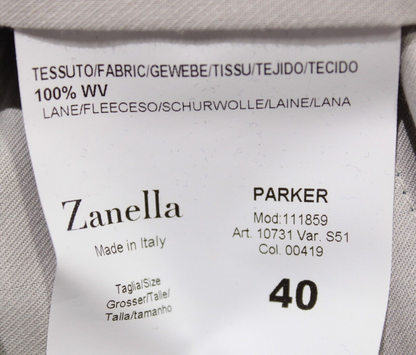 TESSUTO/FABRIC/GEWEBE/TISSU/TEJIDO/TECIDO
100% WV
LANE/FLEECESO/SCHURWOLLE/LAINE/LANA
Zanella
Made in Italy
PARKER
Mod:111859
Art. 10731 Var. S51
Col. 00419
Taglia/Size
Grosser/Talle/
Talla/tamanho
40